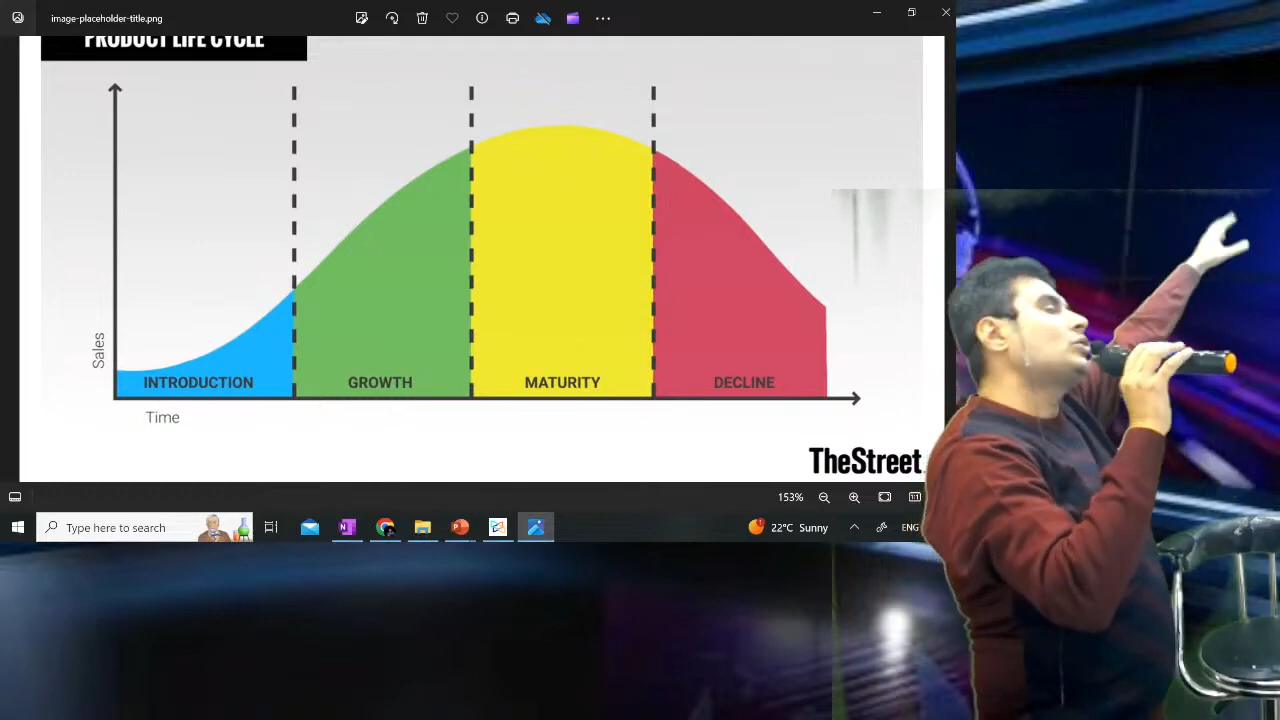 image-placeholder-title.png
PRODUCT LIFE CYCLE
Sales
INTRODUCTION
GROWTH
MATURITY
DECLINE
Time
TheStreet
153%
Type here to search
22°C Sunny
ENG